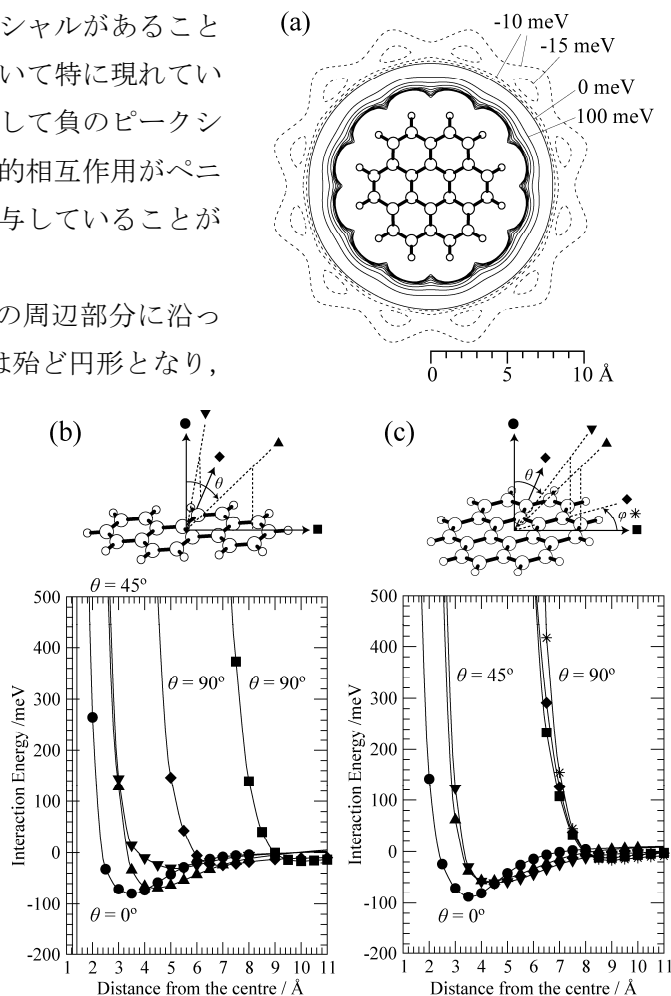 シャルがあること
いて特に現れてい
して負のピークシ
的相互作用がペニ
与していることが
の周辺部分に沿っ
は殆ど円形となり，
(a)
-10 meV
-15 meV
0 meV
100 meV
0 5 10 Å
(b)
θ
(c)
θ
φ
θ = 45º
500
400
300
200
100
0
-100
-200
Interaction Energy /meV
θ = 90º θ = 90º
θ = 0º
1 2 3 4 5 6 7 8 9 10 11
Distance from the centre / Å
500
400
300
200
100
0
-100
-200
Interaction Energy /meV
θ = 45º θ = 90º
θ = 0º
1 2 3 4 5 6 7 8 9 10 11
Distance from the centre / Å